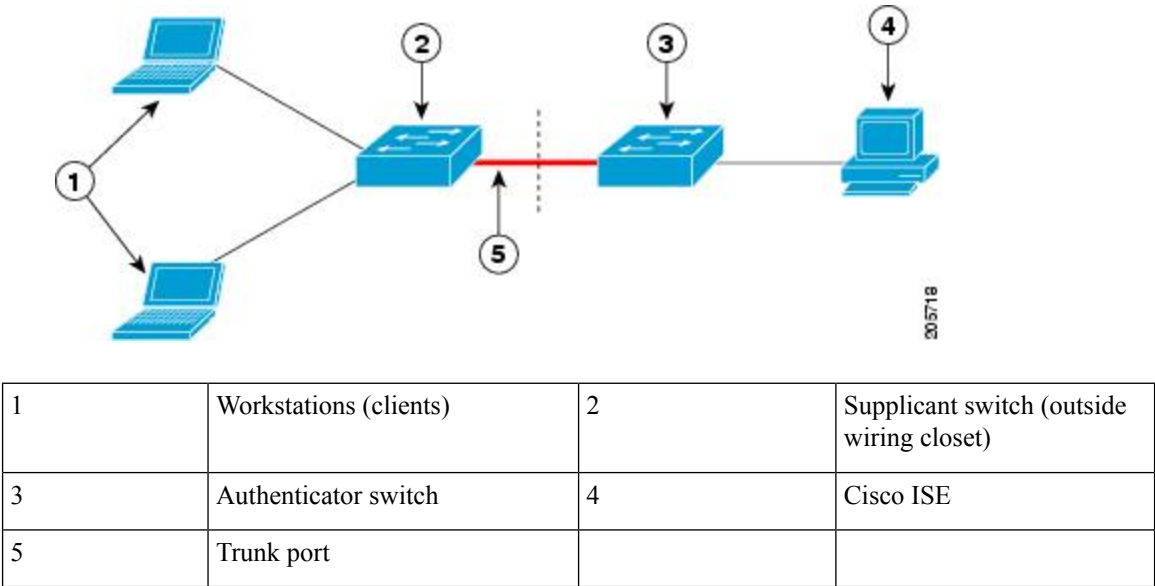 4
2
3
1
5
205718
1 Workstations (clients) 2 Supplicant switch (outside
wiring closet)
3 Authenticator switch 4 Cisco ISE
5 Trunk port